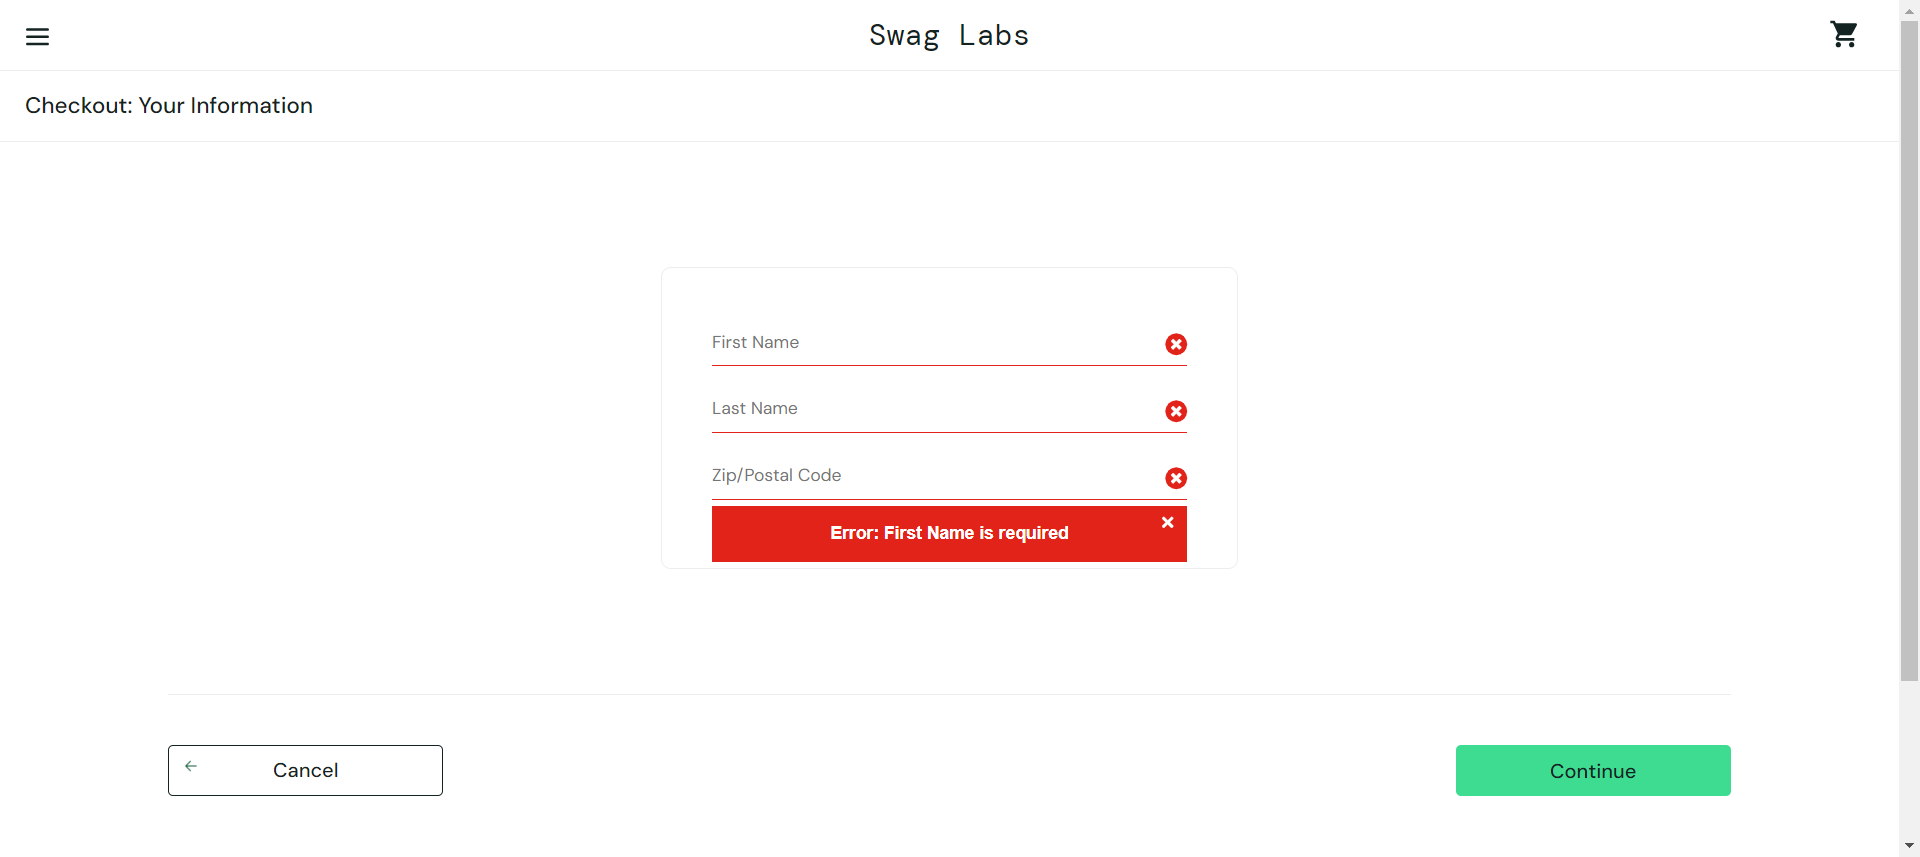 Swag Labs
Checkout: Your Information
First Name
Last Name
Zip/Postal Code
Error: First Name is required
Cancel
Continue